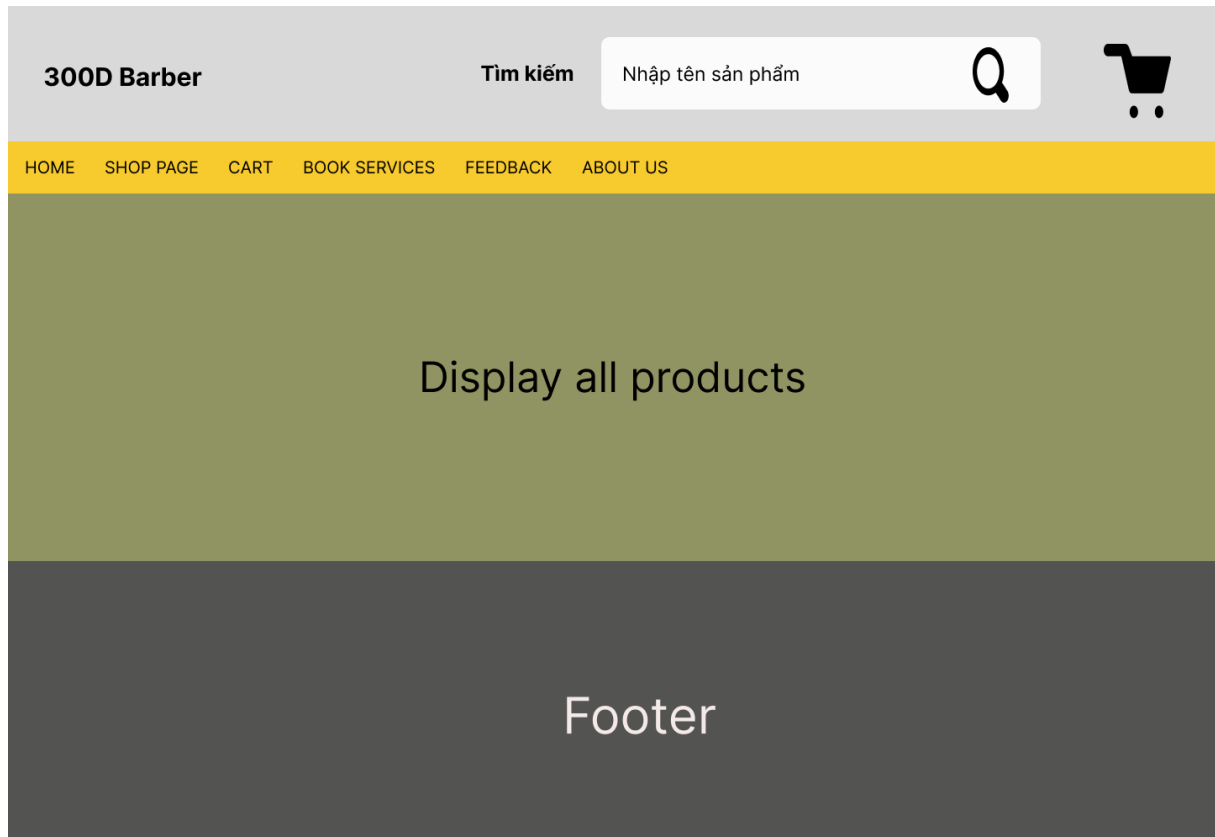 300D Barber
Tìm kiếm
Nhập tên sản phẩm
HOME SHOP PAGE CART BOOK SERVICES FEEDBACK ABOUT US
Display all products
Footer